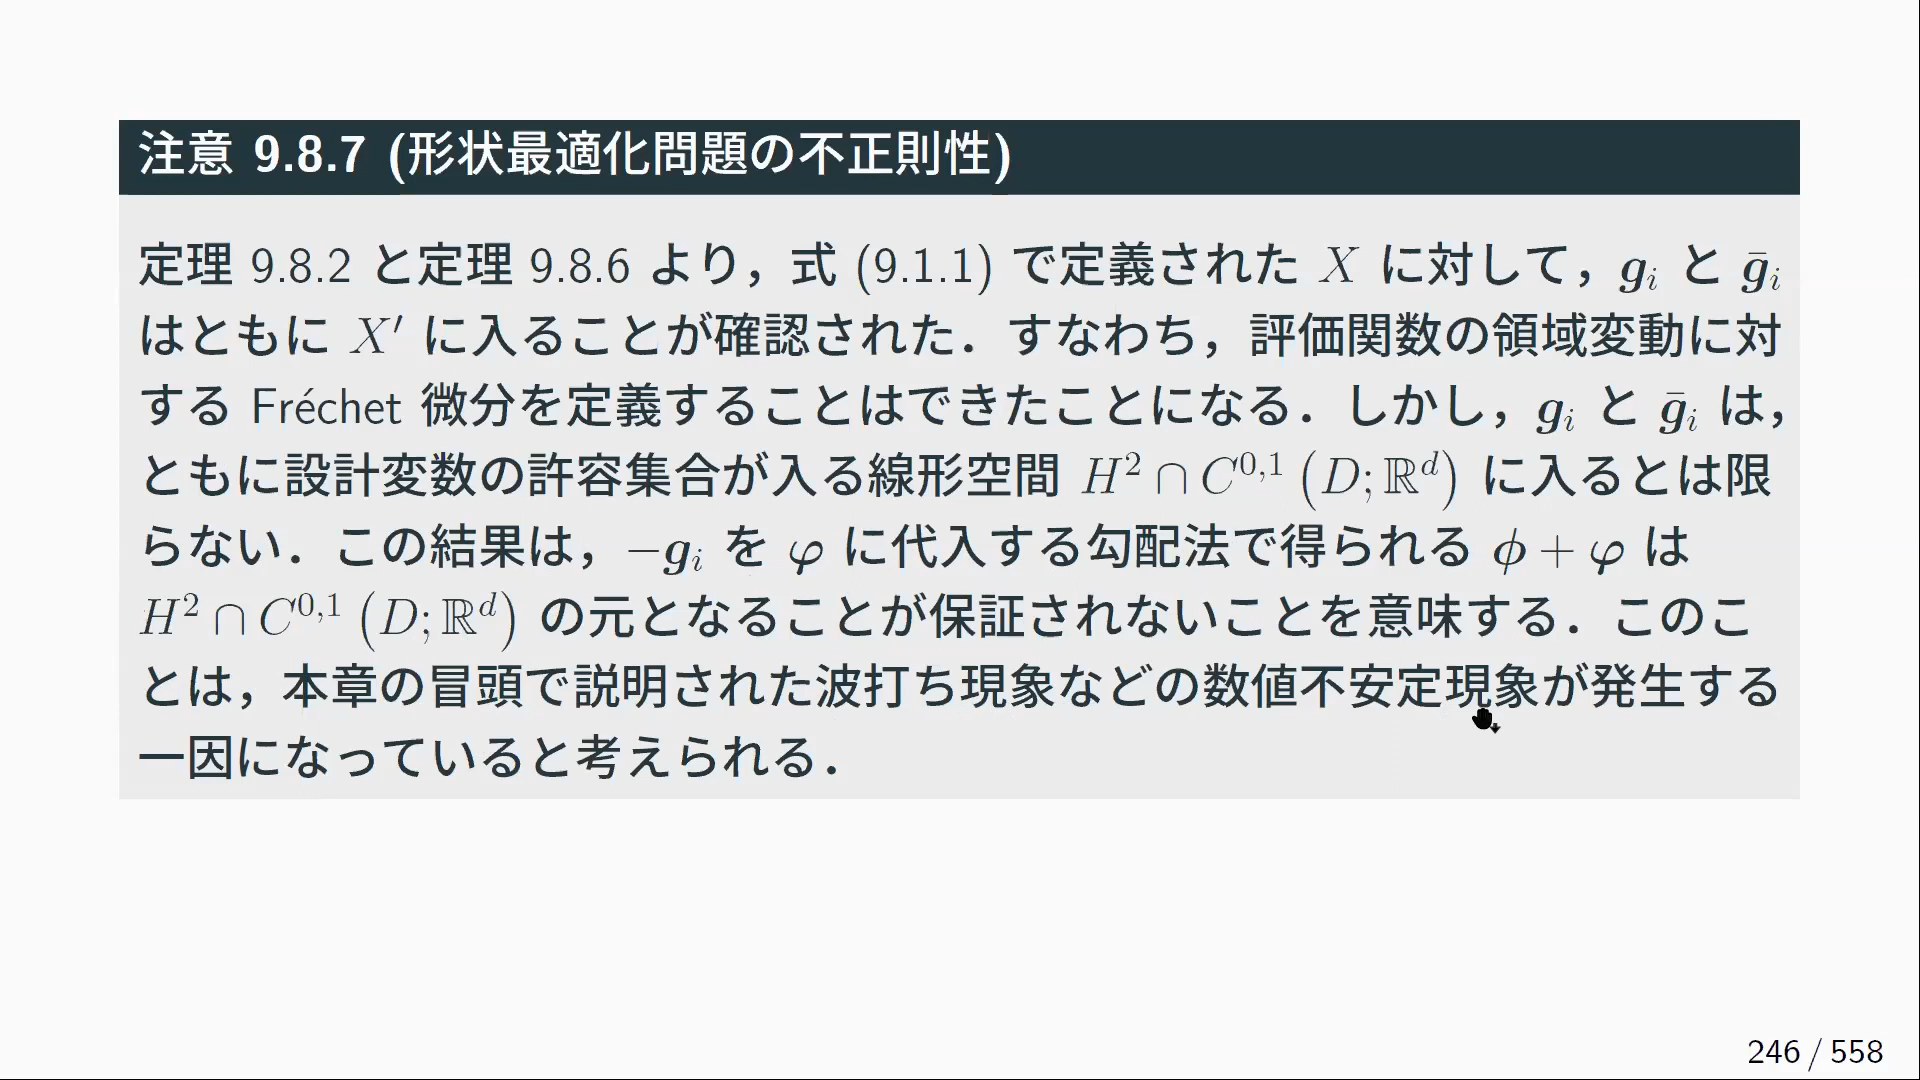 注意 9.8.7 (形状最適化問題の不正則性)
定理 9.8.2 と定理 9.8.6 より，式 (9.1.1) で定義された X に対して，gᵢ と ḡᵢ
はともに X′ に入ることが確認された．すなわち，評価関数の領域変動に対
する Fréchet 微分を定義することはできたことになる．しかし，gᵢ と ḡᵢ は，
ともに設計変数の許容集合が入る線形空間 H² ∩ C⁰,¹ (D; ℝᵈ) に入るとは限
らない．この結果は，−gᵢ を φ に代入する勾配法で得られる ϕ + φ は
H² ∩ C⁰,¹ (D; ℝᵈ) の元となることが保証されないことを意味する．このこ
とは，本章の冒頭で説明された波打ち現象などの数値不安定現象が発生する
一因になっていると考えられる．
246 / 558